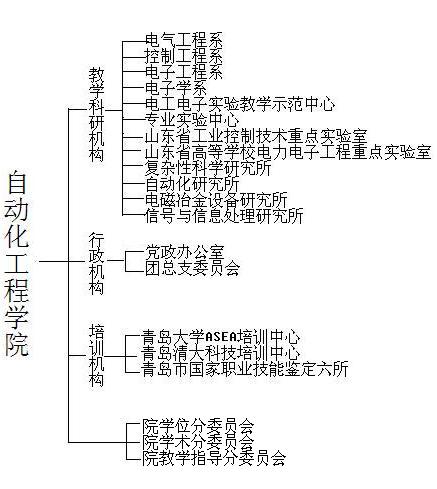 自动化工程学院
教学科研机构
电气工程系
控制工程系
电子工程系
电子学系
电工电子实验教学示范中心
专业实验中心
山东省工业控制技术重点实验室
山东省高等学校电力电子工程重点实验室
复杂性科学研究所
自动化研究所
电磁冶金设备研究所
信号与信息处理研究所
行政机构
党政办公室
团总支委员会
培训机构
青岛大学ASEA培训中心
青岛清大科技培训中心
青岛市国家职业技能鉴定六所
院学位分委员会
院学术分委员会
院教学指导分委员会